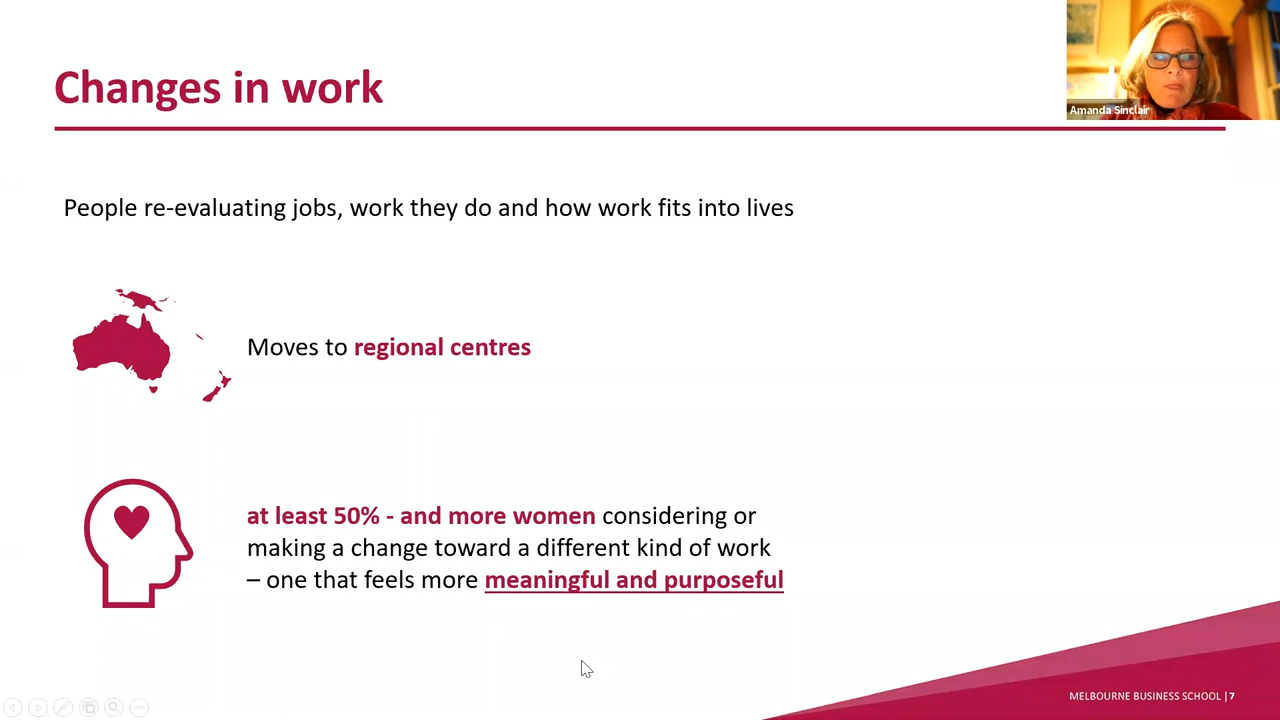 Changes in work
Amanda Sinclair
People re-evaluating jobs, work they do and how work fits into lives
Moves to regional centres
at least 50% - and more women considering or
making a change toward a different kind of work
– one that feels more meaningful and purposeful
MELBOURNE BUSINESS SCHOOL | 7